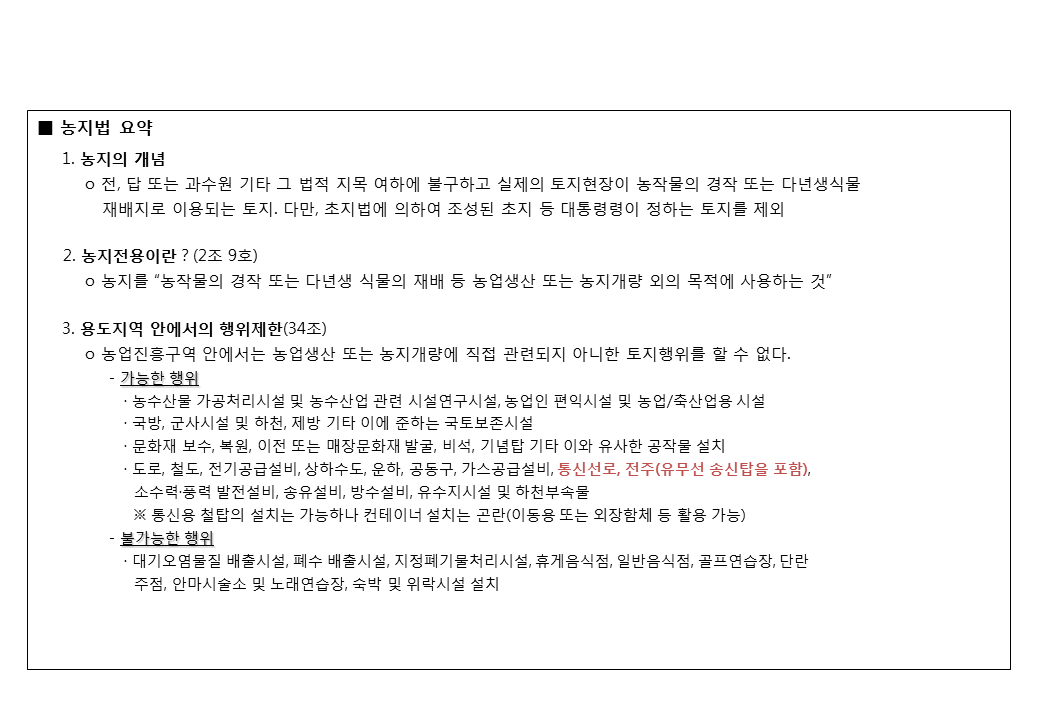 ■ 농지법 요약
1. 농지의 개념
o 전, 답 또는 과수원 기타 그 법적 지목 여하에 불구하고 실제의 토지현장이 농작물의 경작 또는 다년생식물
재배지로 이용되는 토지. 다만, 초지법에 의하여 조성된 초지 등 대통령령이 정하는 토지를 제외
2. 농지전용이란 ? (2조 9호)
o 농지를 “농작물의 경작 또는 다년생 식물의 재배 등 농업생산 또는 농지개량 외의 목적에 사용하는 것”
3. 용도지역 안에서의 행위제한(34조)
o 농업진흥구역 안에서는 농업생산 또는 농지개량에 직접 관련되지 아니한 토지행위를 할 수 없다.
- 가능한 행위
· 농수산물 가공처리시설 및 농수산업 관련 시설연구시설, 농업인 편익시설 및 농업/축산업용 시설
· 국방, 군사시설 및 하천, 제방 기타 이에 준하는 국토보존시설
· 문화재 보수, 복원, 이전 또는 매장문화재 발굴, 비석, 기념탑 기타 이와 유사한 공작물 설치
· 도로, 철도, 전기공급설비, 상하수도, 운하, 공동구, 가스공급설비, 통신선로, 전주(유무선 송신탑을 포함),
소수력·풍력 발전설비, 송유설비, 방수설비, 유수지시설 및 하천부속물
※ 통신용 철탑의 설치는 가능하나 컨테이너 설치는 곤란(이동용 또는 외장함체 등 활용 가능)
- 불가능한 행위
· 대기오염물질 배출시설, 폐수 배출시설, 지정폐기물처리시설, 휴게음식점, 일반음식점, 골프연습장, 단란
주점, 안마시술소 및 노래연습장, 숙박 및 위락시설 설치